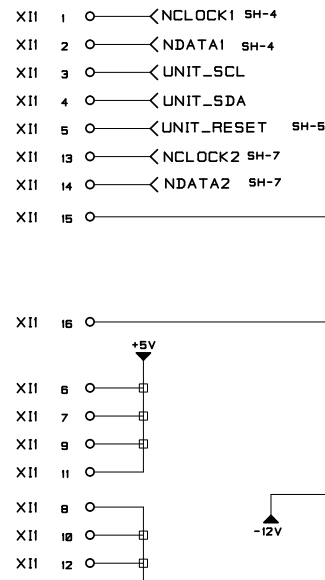 XI1 1 NCLOCK1 SH-4
XI1 2 NDATA1 SH-4
XI1 3 UNIT_SCL
XI1 4 UNIT_SDA
XI1 5 UNIT_RESET SH-5
XI1 13 NCLOCK2 SH-7
XI1 14 NDATA2 SH-7
XI1 15
XI1 16
+5V
XI1 6
XI1 7
XI1 9
XI1 11
XI1 8
-12V
XI1 10
XI1 12